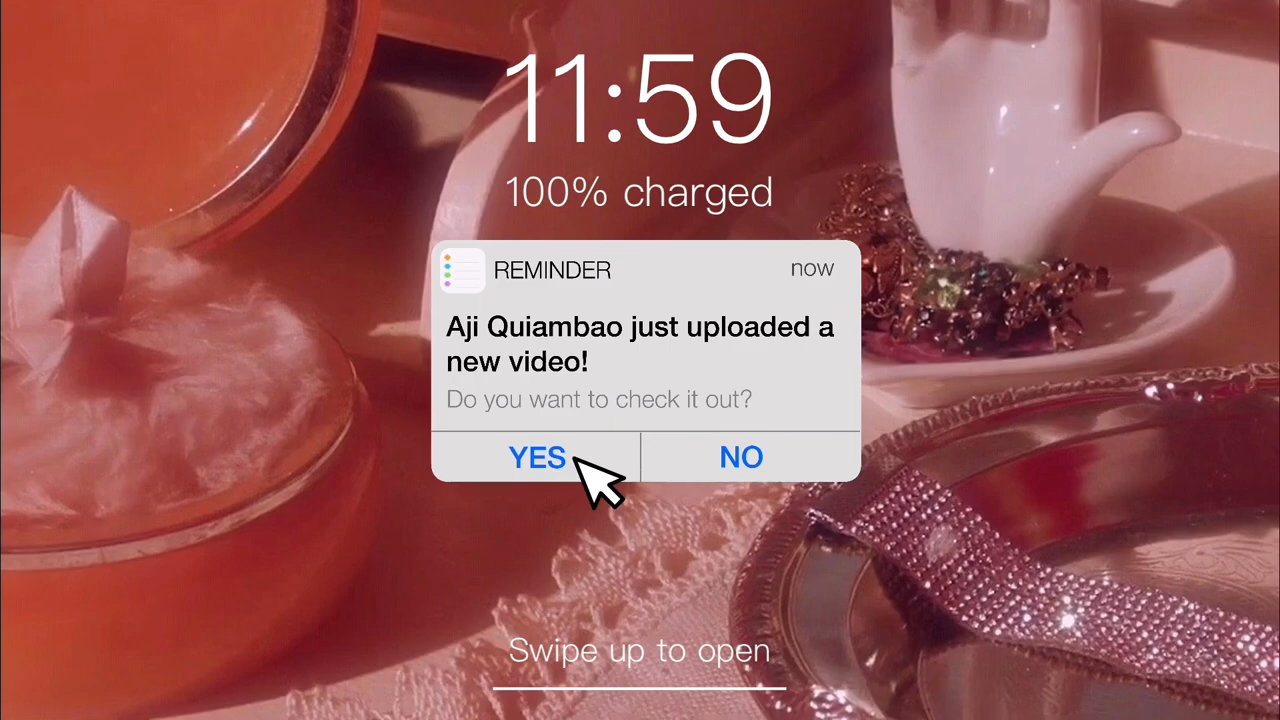 11:59
100% charged
REMINDER now
Aji Quiambao just uploaded a
new video!
Do you want to check it out?
YES NO
Swipe up to open